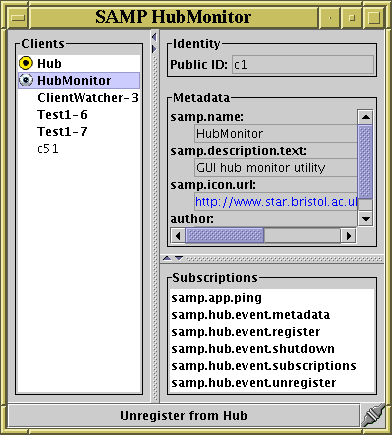 SAMP HubMonitor
Clients
Hub
HubMonitor
ClientWatcher-3
Test1-6
Test1-7
c51
Identity
Public ID: c1
Metadata
samp.name:
HubMonitor
samp.description.text:
GUI hub monitor utility
samp.icon.url:
http://www.star.bristol.ac.uk
author:
Subscriptions
samp.app.ping
samp.hub.event.metadata
samp.hub.event.register
samp.hub.event.shutdown
samp.hub.event.subscriptions
samp.hub.event.unregister
Unregister from Hub